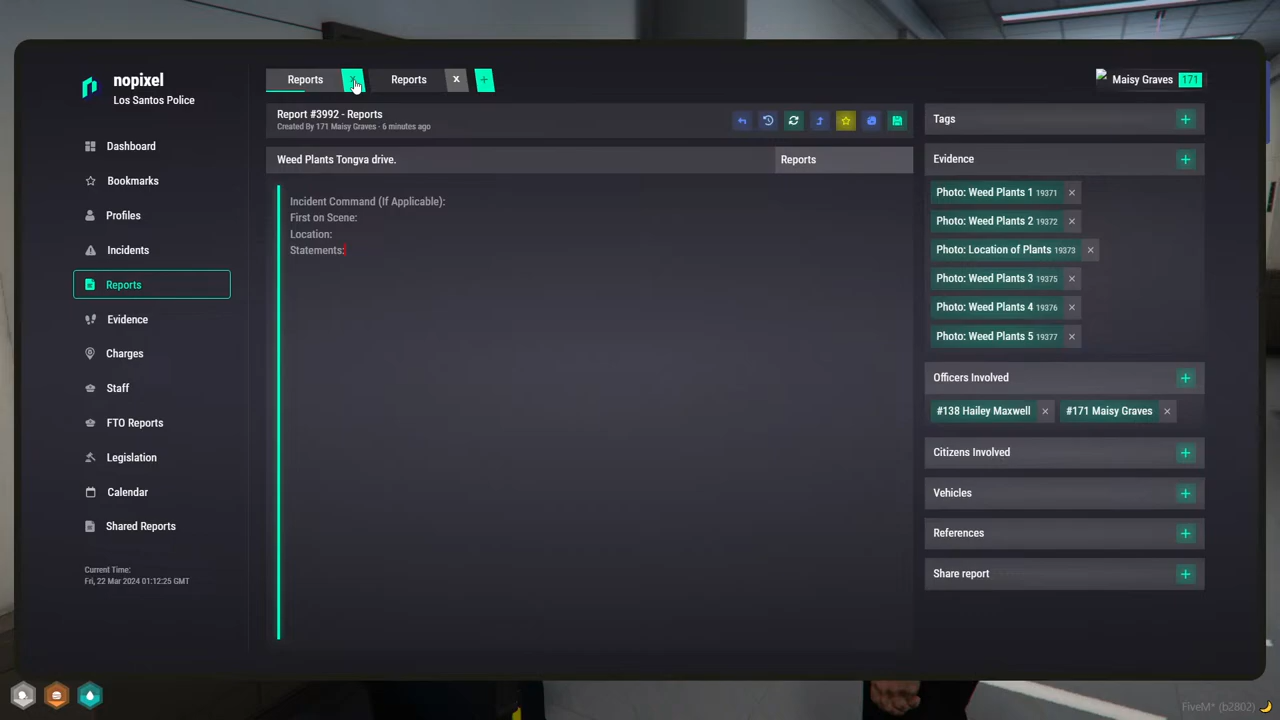 nopixel
Los Santos Police
Dashboard
Bookmarks
Profiles
Incidents
Reports
Evidence
Charges
Staff
FTO Reports
Legislation
Calendar
Shared Reports
Current Time:
Fri, 22 Mar 2024 01:12:25 GMT
Reports x Reports x +
Report #3992 - Reports
Created By 171 Maisy Graves · 6 minutes ago
Weed Plants Tongva drive. Reports
Incident Command (If Applicable):
First on Scene:
Location:
Statements:
Maisy Graves 171
Tags +
Evidence +
Photo: Weed Plants 1 19371 ×
Photo: Weed Plants 2 19372 ×
Photo: Location of Plants 19373 ×
Photo: Weed Plants 3 19375 ×
Photo: Weed Plants 4 19376 ×
Photo: Weed Plants 5 19377 ×
Officers Involved +
#138 Hailey Maxwell × #171 Maisy Graves ×
Citizens Involved +
Vehicles +
References +
Share report +
FiveM* (b2802)